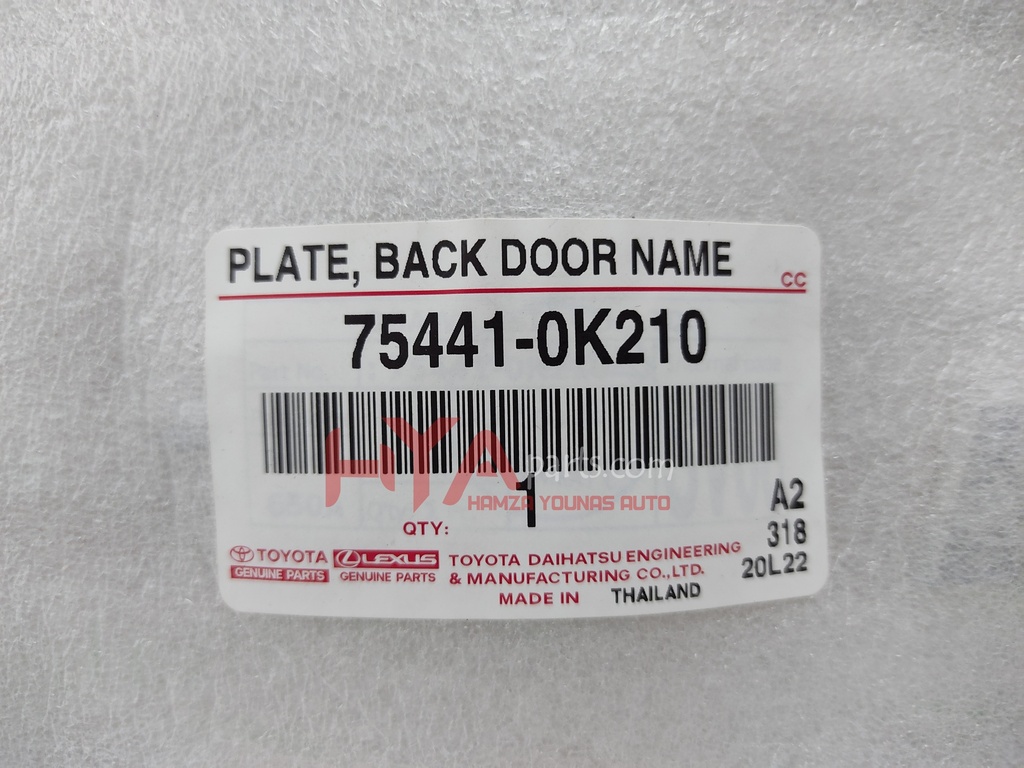 PLATE, BACK DOOR NAME
CC
75441-0K210
HYA parts.com
HAMZA YOUNAS AUTO
QTY: 1
A2
318
20L22
TOYOTA
GENUINE PARTS
LEXUS
GENUINE PARTS
TOYOTA DAIHATSU ENGINEERING
& MANUFACTURING CO., LTD.
MADE IN THAILAND